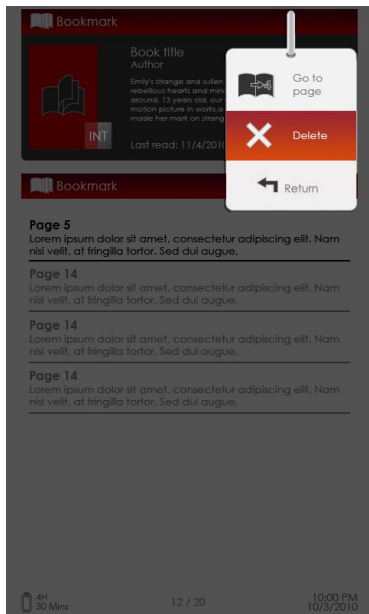 Bookmark
Book title
Author
Emily's strange and sullen
rebellious hearts and mind
around. 13 years old, our
motion picture in works,a
made her mark on strang
INT
Last read: 11/4/201
Go to
page
Delete
Return
Bookmark
Page 5
Lorem ipsum dolor sit amet, consectetur adipiscing elit. Nam
nisi velit, at fringilla tortor. Sed dui augue,
Page 14
Lorem ipsum dolor sit amet, consectetur adipiscing elit. Nam
nisi velit, at fringilla tortor. Sed dui augue,
Page 14
Lorem ipsum dolor sit amet, consectetur adipiscing elit. Nam
nisi velit, at fringilla tortor. Sed dui augue,
Page 14
Lorem ipsum dolor sit amet, consectetur adipiscing elit. Nam
nisi velit, at fringilla tortor. Sed dui augue,
4H
30 Mins
12 / 20
10:00 PM
10/3/2010